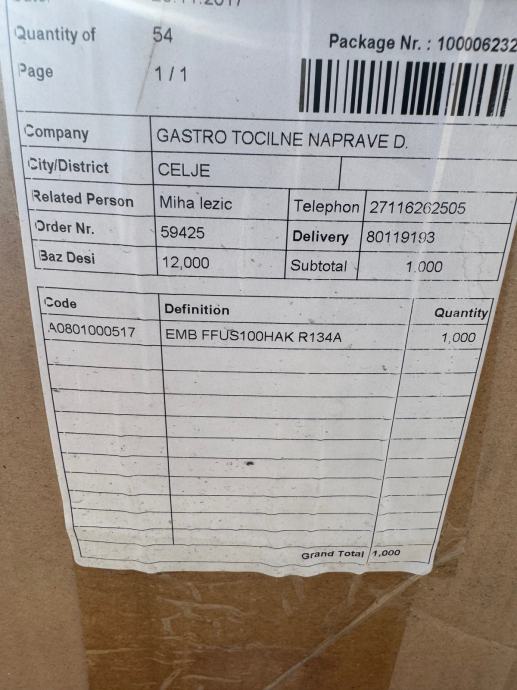 Quantity of 54
Package Nr. : 100006232
Page 1 / 1
Company GASTRO TOCILNE NAPRAVE D.
City/District CELJE
Related Person Miha lezic Telephon 27116262505
Order Nr. 59425 Delivery 80119193
Baz Desi 12,000 Subtotal 1.000
Code Definition Quantity
A0801000517 EMB FFUS100HAK R134A 1,000
Grand Total 1,000